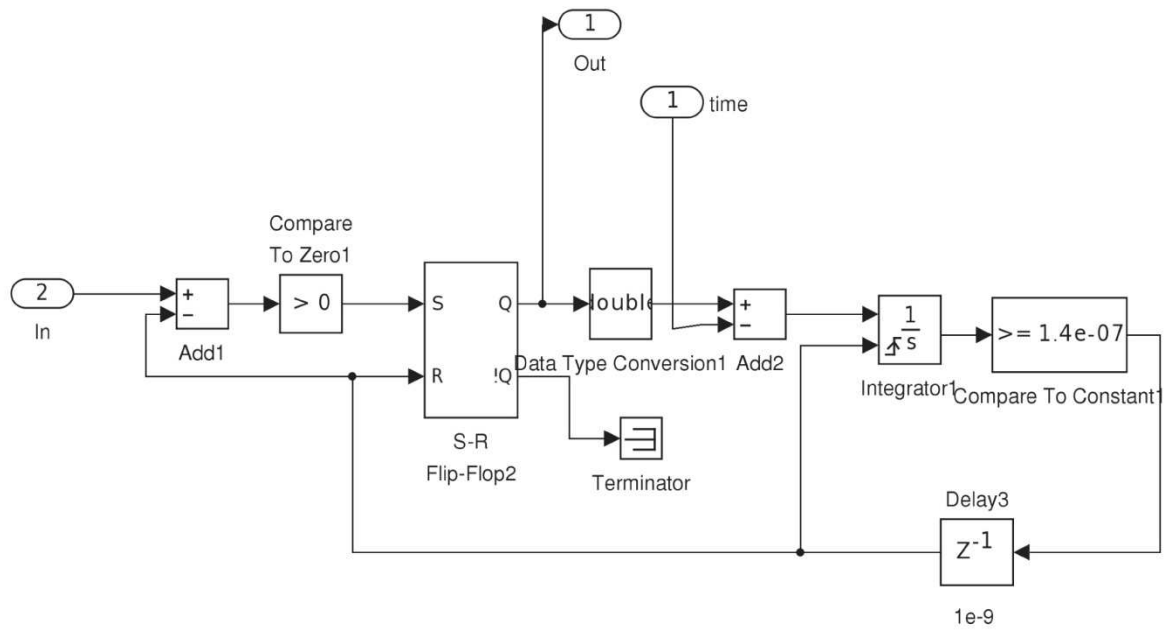 1
Out
1
time
Compare
To Zero1
2
In
+
−
Add1
> 0
S
Q
R
!Q
S-R
Flip-Flop2
double
Data Type Conversion1
+
−
Add2
1
s
Integrator1
>= 1.4e-07
Compare To Constant1
Terminator
Delay3
Z-1
1e-9